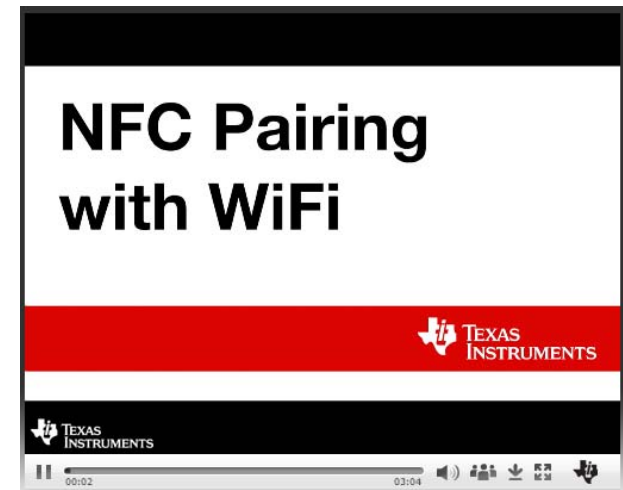 NFC Pairing
with WiFi
TEXAS
INSTRUMENTS
TEXAS
INSTRUMENTS
00:02
03:04